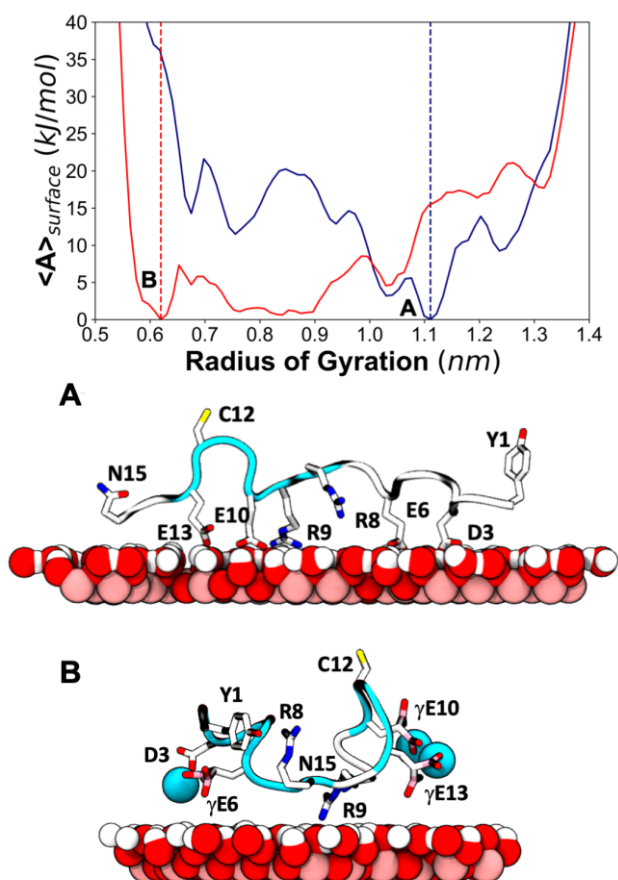 40
35
30
25
20
15
10
5
0
<A>surface (kJ/mol)
B
A
0.5 0.6 0.7 0.8 0.9 1.0 1.1 1.2 1.3 1.4
Radius of Gyration (nm)
A
C12
Y1
N15
E13
E10
R9
R8
E6
D3
B
C12
Y1
R8
γE10
D3
N15
γE6
R9
γE13